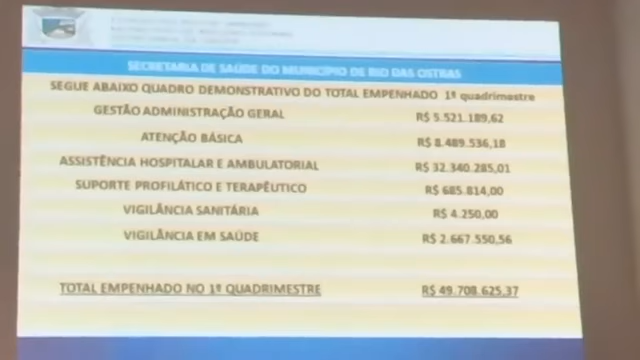 SECRETARIA DE SAÚDE DO MUNICÍPIO DE RIO DAS OSTRAS
SEGUE ABAIXO QUADRO DEMONSTRATIVO DO TOTAL EMPENHADO 1º quadrimestre
GESTÃO ADMINISTRAÇÃO GERAL R$ 5.521.189,62
ATENÇÃO BÁSICA R$ 8.489.536,18
ASSISTÊNCIA HOSPITALAR E AMBULATORIAL R$ 32.340.285,01
SUPORTE PROFILÁTICO E TERAPÊUTICO R$ 685.814,00
VIGILÂNCIA SANITÁRIA R$ 4.250,00
VIGILÂNCIA EM SAÚDE R$ 2.667.550,56
TOTAL EMPENHADO NO 1º QUADRIMESTRE R$ 49.708.625,37